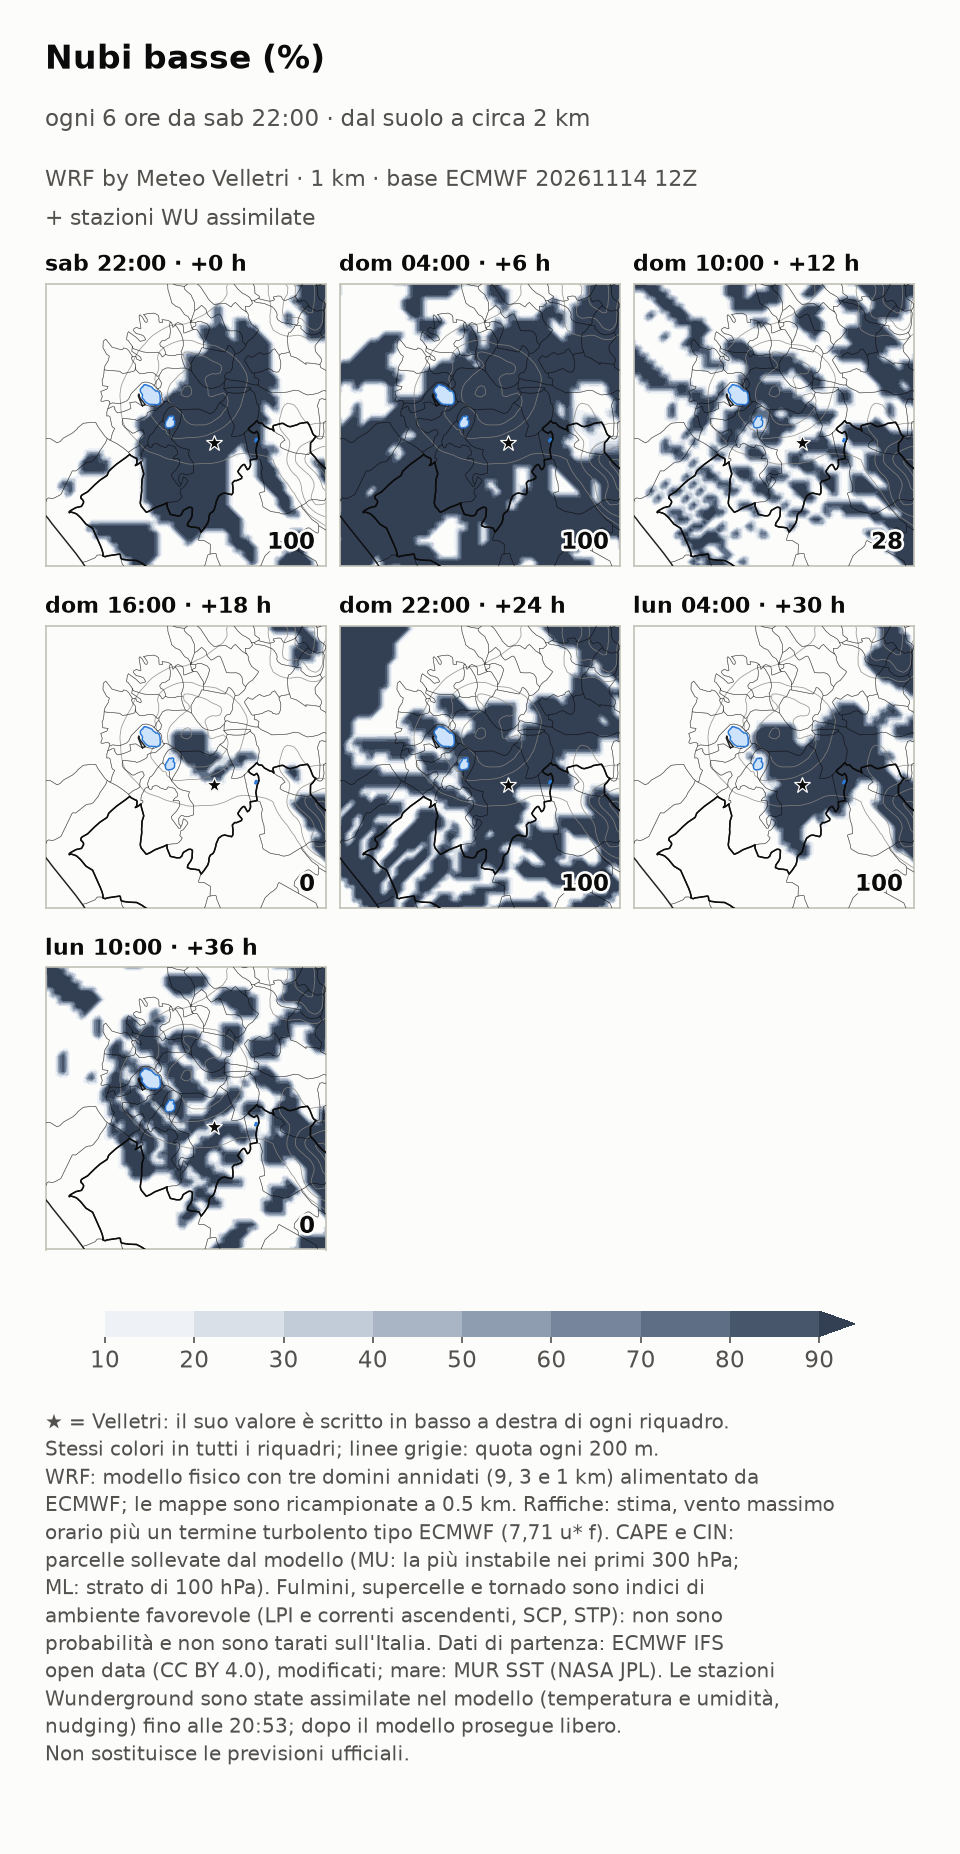 Nubi basse (%)
ogni 6 ore da sab 22:00 · dal suolo a circa 2 km
WRF by Meteo Velletri · 1 km · base ECMWF 20261114 12Z
+ stazioni WU assimilate
sab 22:00 · +0 h
dom 04:00 · +6 h
dom 10:00 · +12 h
100
100
28
dom 16:00 · +18 h
dom 22:00 · +24 h
lun 04:00 · +30 h
0
100
100
lun 10:00 · +36 h
0
10 20 30 40 50 60 70 80 90
★ = Velletri: il suo valore è scritto in basso a destra di ogni riquadro.
Stessi colori in tutti i riquadri; linee grigie: quota ogni 200 m.
WRF: modello fisico con tre domini annidati (9, 3 e 1 km) alimentato da
ECMWF; le mappe sono ricampionate a 0.5 km. Raffiche: stima, vento massimo
orario più un termine turbolento tipo ECMWF (7,71 u* f). CAPE e CIN:
parcelle sollevate dal modello (MU: la più instabile nei primi 300 hPa;
ML: strato di 100 hPa). Fulmini, supercelle e tornado sono indici di
ambiente favorevole (LPI e correnti ascendenti, SCP, STP): non sono
probabilità e non sono tarati sull'Italia. Dati di partenza: ECMWF IFS
open data (CC BY 4.0), modificati; mare: MUR SST (NASA JPL). Le stazioni
Wunderground sono state assimilate nel modello (temperatura e umidità,
nudging) fino alle 20:53; dopo il modello prosegue libero.
Non sostituisce le previsioni ufficiali.